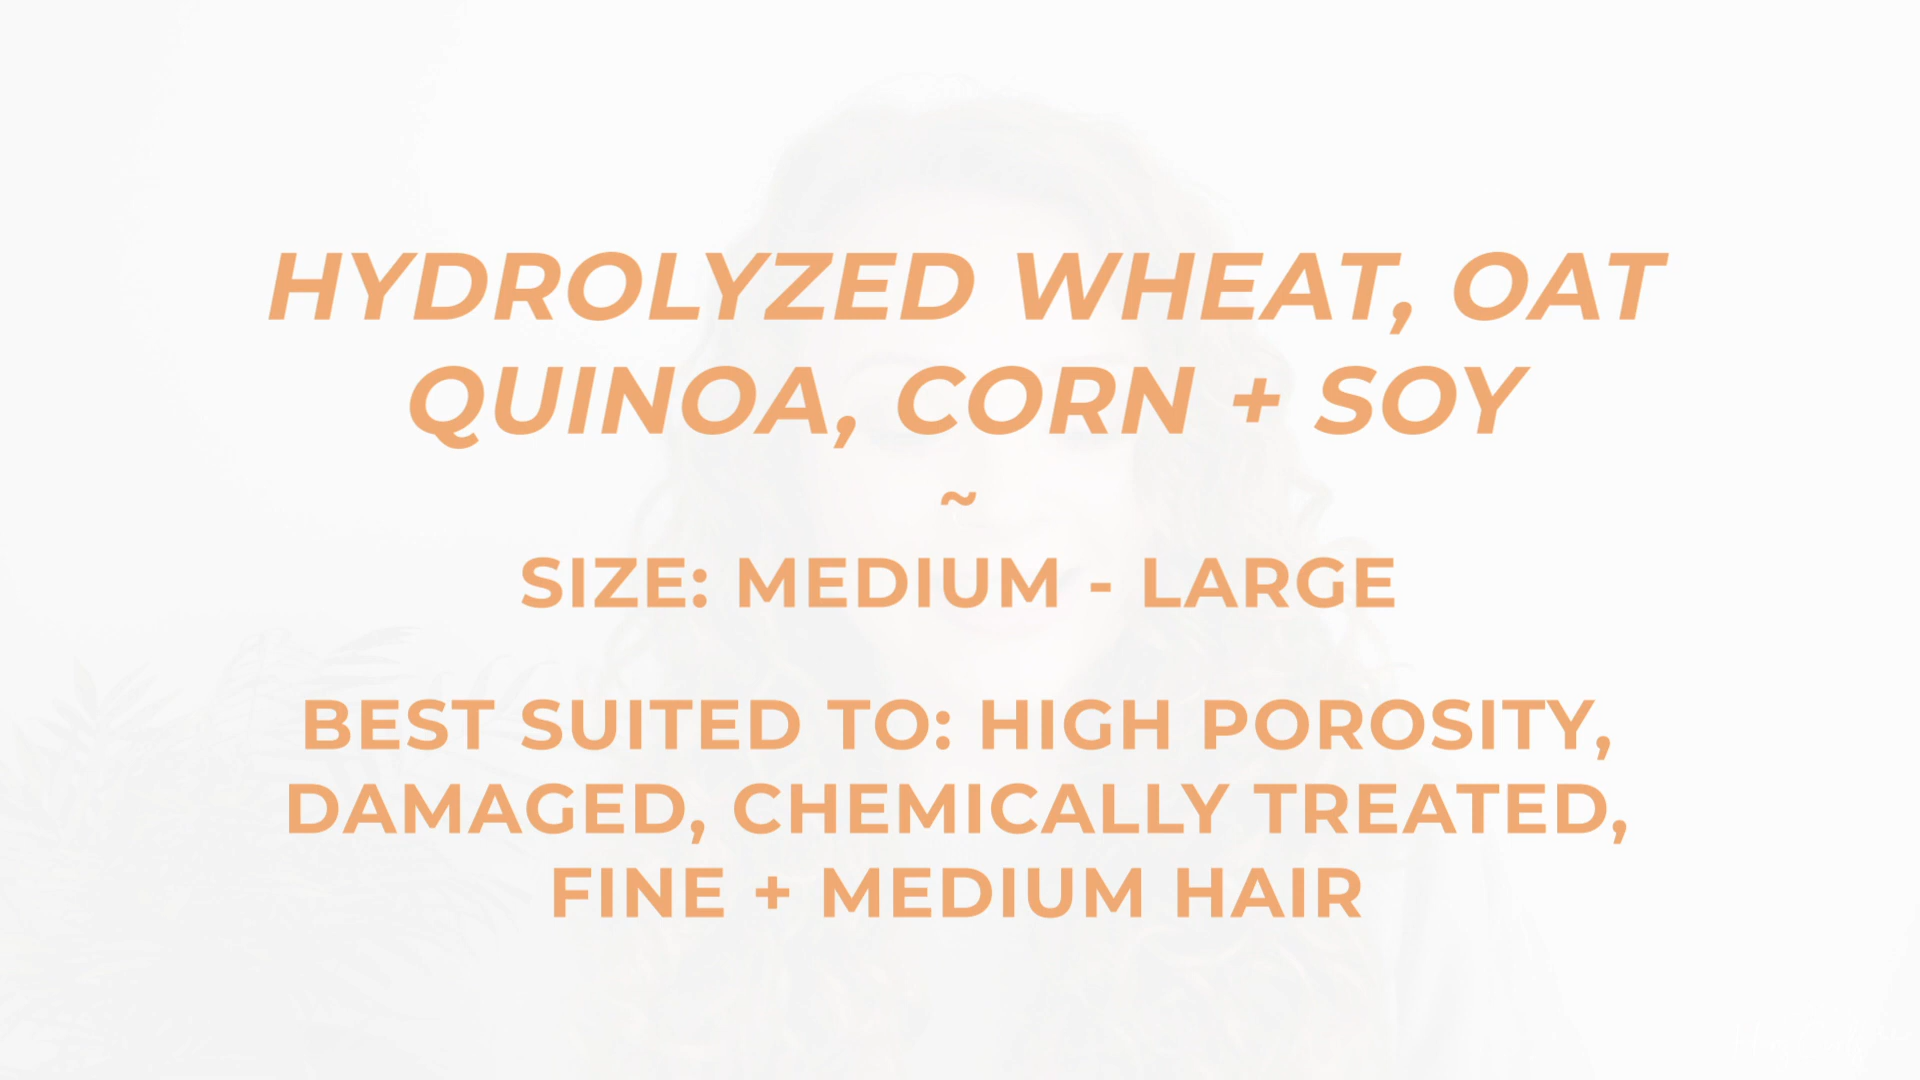 HYDROLYZED WHEAT, OAT
QUINOA, CORN + SOY
~
SIZE: MEDIUM - LARGE
BEST SUITED TO: HIGH POROSITY,
DAMAGED, CHEMICALLY TREATED,
FINE + MEDIUM HAIR